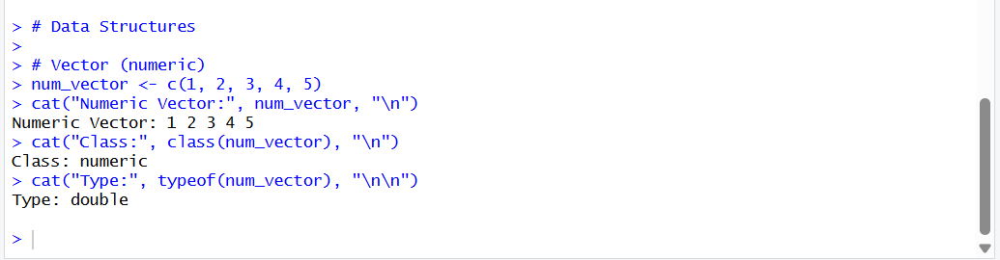 > # Data Structures
>
> # Vector (numeric)
> num_vector <- c(1, 2, 3, 4, 5)
> cat("Numeric Vector:", num_vector, "\n")
Numeric Vector: 1 2 3 4 5
> cat("Class:", class(num_vector), "\n")
Class: numeric
> cat("Type:", typeof(num_vector), "\n\n")
Type: double

>